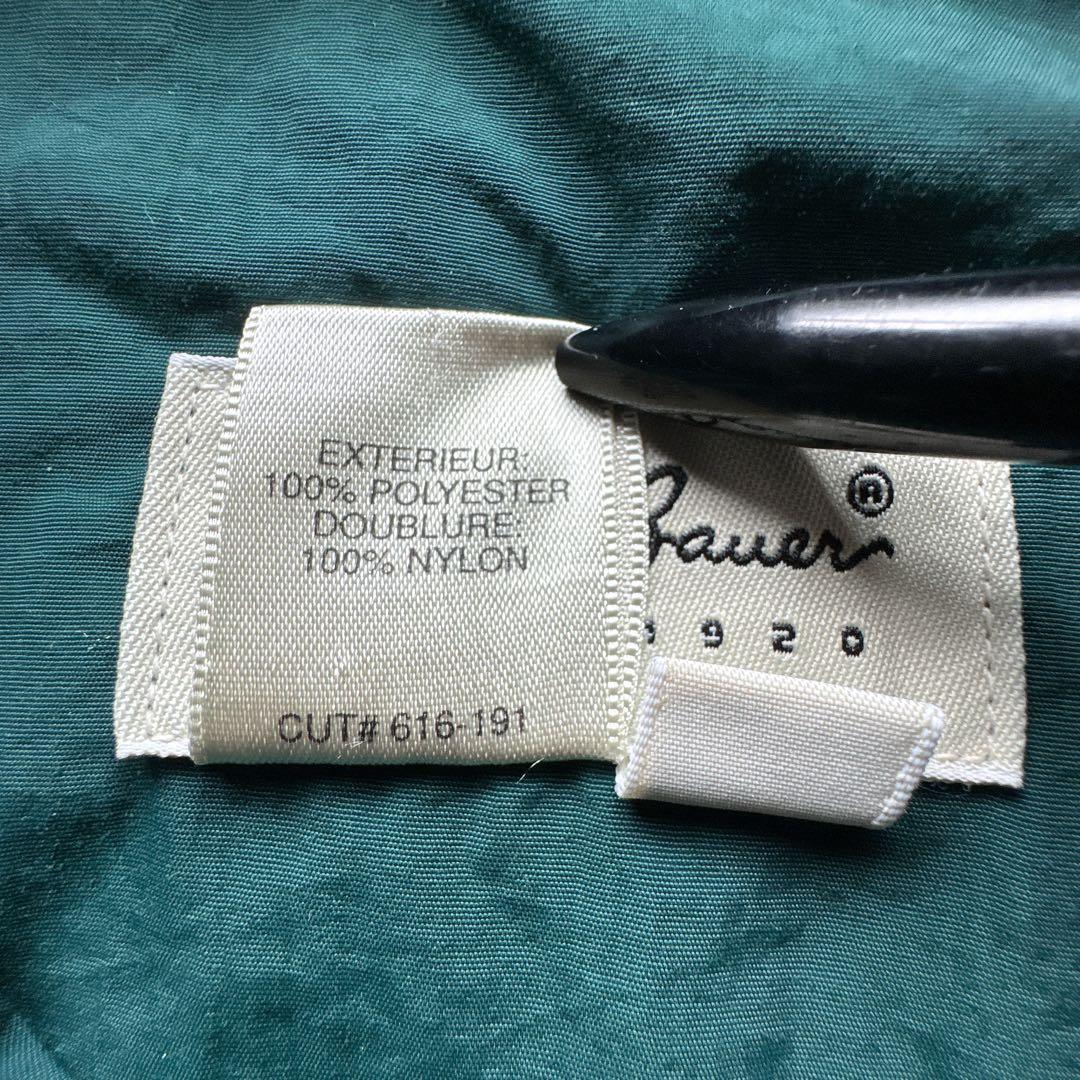 EXTERIEUR:
100% POLYESTER
DOUBLURE:
100% NYLON
CUT# 616-191
Bauer®
920